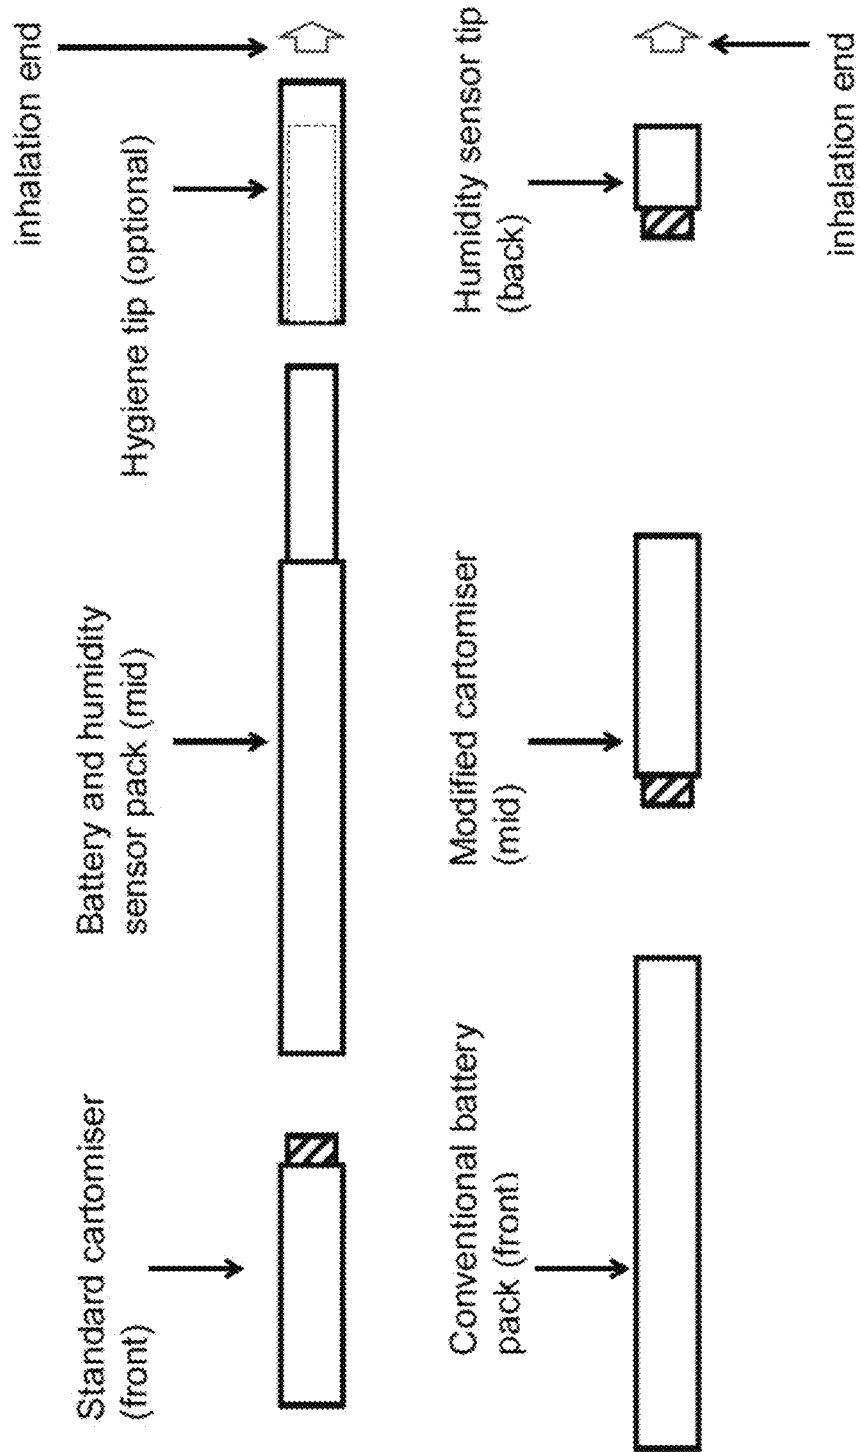 Standard cartomiser
(front)
Battery and humidity
sensor pack (mid)
Hygiene tip (optional)
inhalation end
Conventional battery
pack (front)
Modified cartomiser
(mid)
Humidity sensor tip
(back)
inhalation end